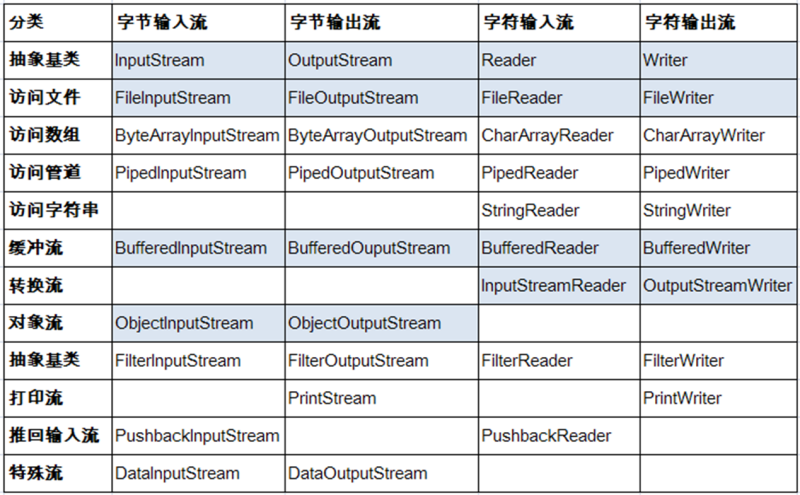 分类 字节输入流 字节输出流 字符输入流 字符输出流
抽象基类 InputStream OutputStream Reader Writer
访问文件 FileInputStream FileOutputStream FileReader FileWriter
访问数组 ByteArrayInputStream ByteArrayOutputStream CharArrayReader CharArrayWriter
访问管道 PipedInputStream PipedOutputStream PipedReader PipedWriter
访问字符串 StringReader StringWriter
缓冲流 BufferedInputStream BufferedOuputStream BufferedReader BufferedWriter
转换流 InputStreamReader OutputStreamWriter
对象流 ObjectInputStream ObjectOutputStream
抽象基类 FilterInputStream FilterOutputStream FilterReader FilterWriter
打印流 PrintStream PrintWriter
推回输入流 PushbackInputStream PushbackReader
特殊流 DataInputStream DataOutputStream